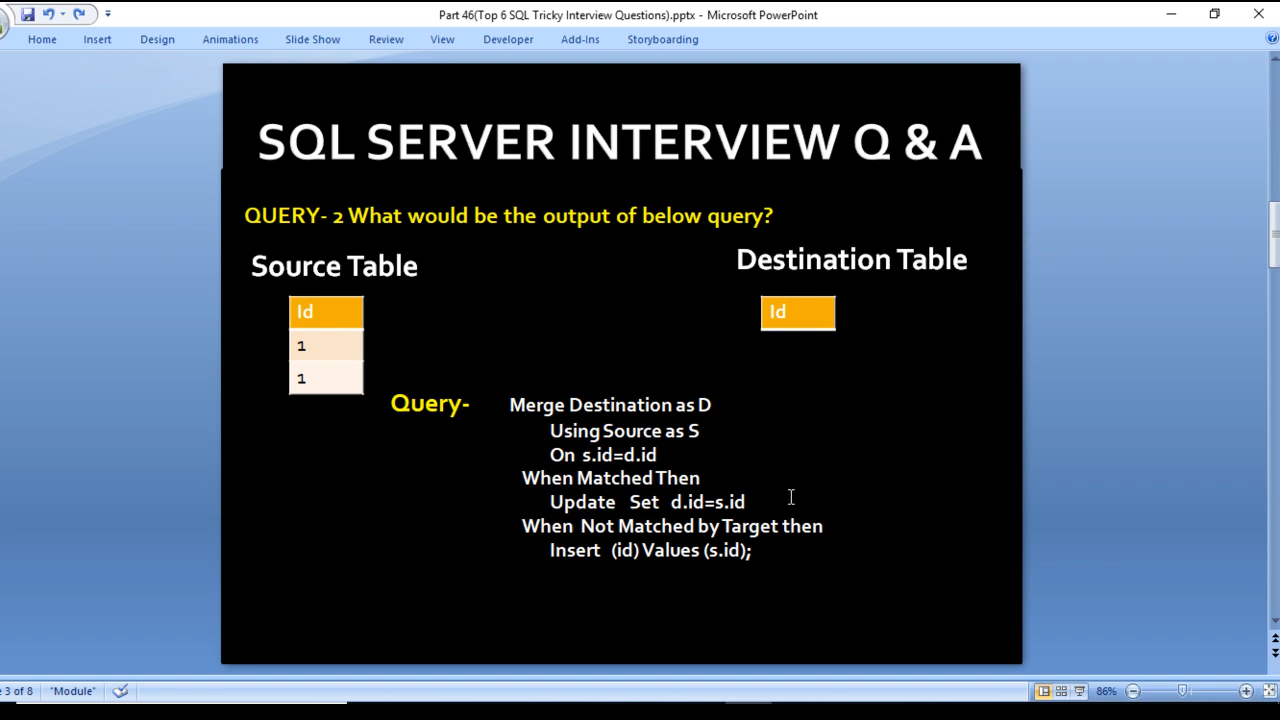 Part 46(Top 6 SQL Tricky Interview Questions).pptx - Microsoft PowerPoint
Home Insert Design Animations Slide Show Review View Developer Add-Ins Storyboarding
SQL SERVER INTERVIEW Q & A
QUERY- 2 What would be the output of below query?
Source Table
Destination Table
Id
1
1
Id
Query-
Merge Destination as D
Using Source as S
On s.id=d.id
When Matched Then
Update Set d.id=s.id
When Not Matched by Target then
Insert (id) Values (s.id);
3 of 8 "Module" 86%